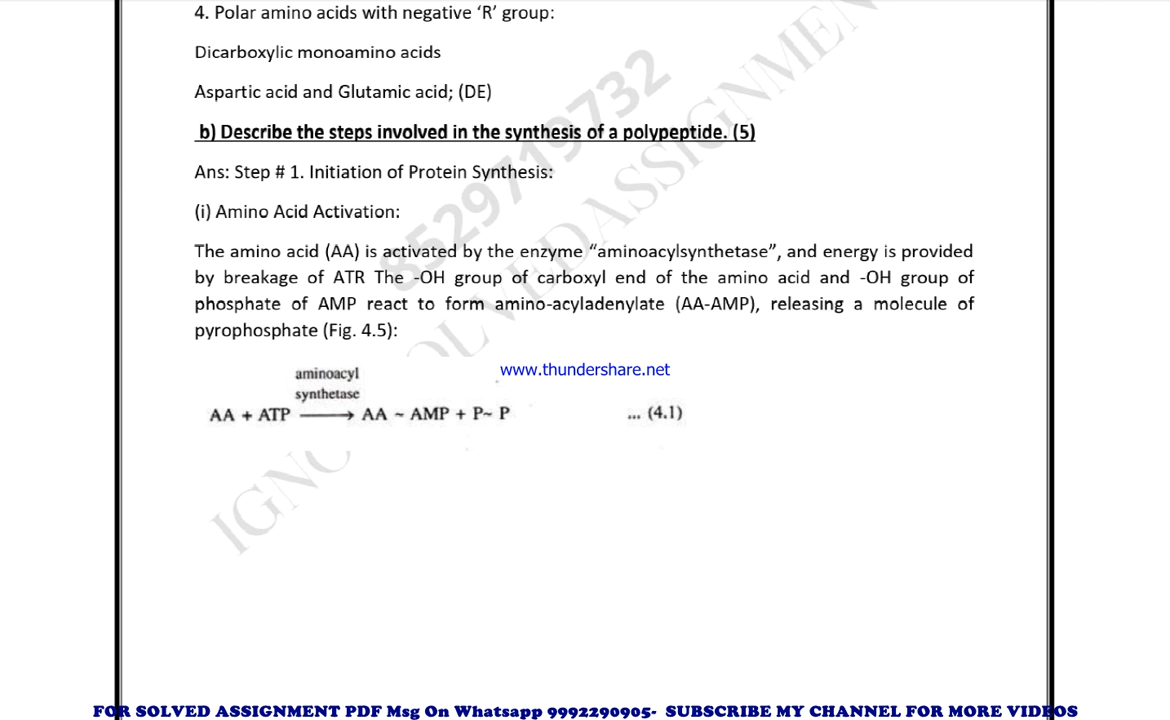 4. Polar amino acids with negative ‘R’ group:
Dicarboxylic monoamino acids
Aspartic acid and Glutamic acid; (DE)
b) Describe the steps involved in the synthesis of a polypeptide. (5)
Ans: Step # 1. Initiation of Protein Synthesis:
(i) Amino Acid Activation:
The amino acid (AA) is activated by the enzyme “aminoacylsynthetase”, and energy is provided
by breakage of ATR The -OH group of carboxyl end of the amino acid and -OH group of
phosphate of AMP react to form amino-acyladenylate (AA-AMP), releasing a molecule of
pyrophosphate (Fig. 4.5):
www.thundershare.net
aminoacyl
synthetase
AA + ATP ⟶ AA ~ AMP + P~ P ... (4.1)
8529719732
IGNOU SOLVEDASSIGNMEN
FOR SOLVED ASSIGNMENT PDF Msg On Whatsapp 9992290905- SUBSCRIBE MY CHANNEL FOR MORE VIDEOS